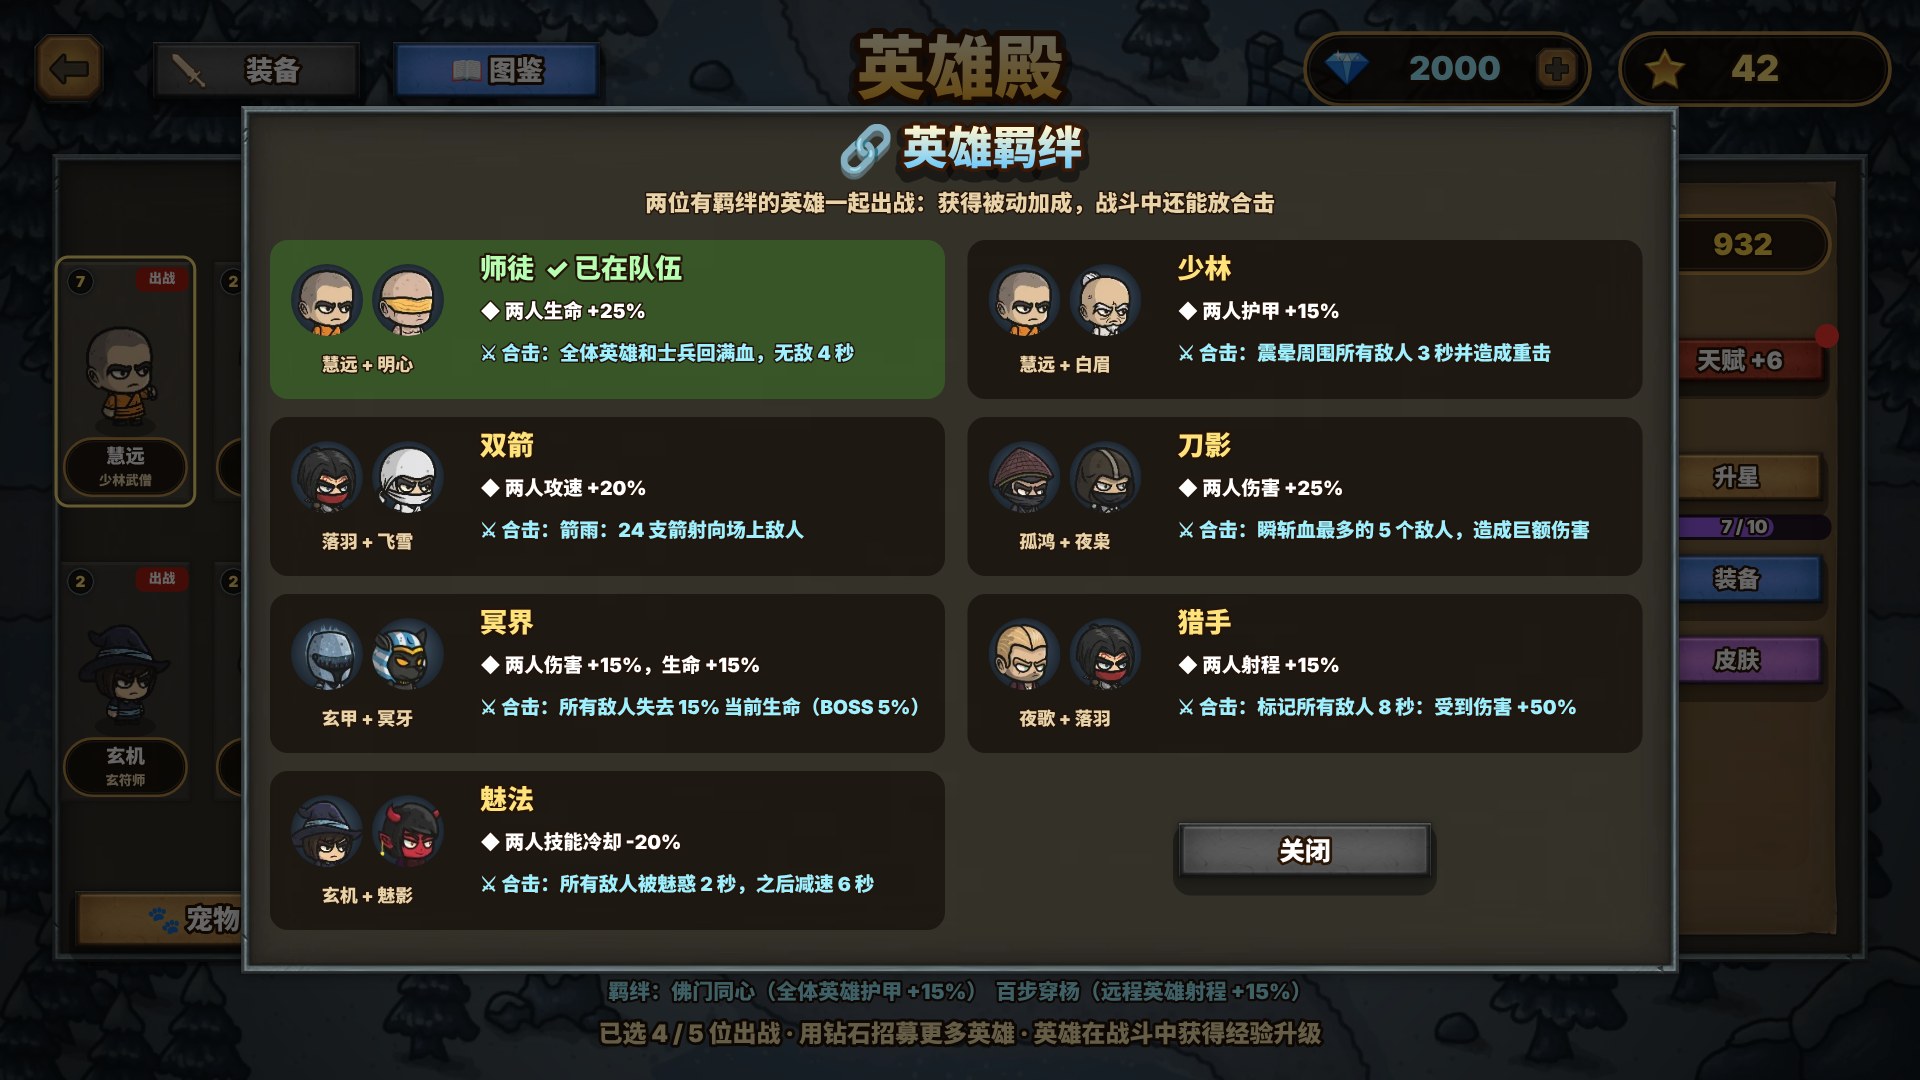 装备
图鉴
英雄殿
2000
42
英雄羁绊
两位有羁绊的英雄一起出战：获得被动加成，战斗中还能放合击
师徒 ✓ 已在队伍
◆ 两人生命 +25%
⚔ 合击：全体英雄和士兵回满血，无敌 4 秒
慧远 + 明心
少林
◆ 两人护甲 +15%
⚔ 合击：震晕周围所有敌人 3 秒并造成重击
慧远 + 白眉
双箭
◆ 两人攻速 +20%
⚔ 合击：箭雨：24 支箭射向场上敌人
落羽 + 飞雪
刀影
◆ 两人伤害 +25%
⚔ 合击：瞬斩血最多的 5 个敌人，造成巨额伤害
孤鸿 + 夜枭
冥界
◆ 两人伤害 +15%，生命 +15%
⚔ 合击：所有敌人失去 15% 当前生命（BOSS 5%）
玄甲 + 冥牙
猎手
◆ 两人射程 +15%
⚔ 合击：标记所有敌人 8 秒：受到伤害 +50%
夜歌 + 落羽
魅法
◆ 两人技能冷却 -20%
⚔ 合击：所有敌人被魅惑 2 秒，之后减速 6 秒
玄机 + 魅影
关闭
7
出战
2
慧远
少林武僧
2
出战
2
玄机
玄符师
宠物
932
天赋 +6
升星
7 / 10
装备
皮肤
羁绊：佛门同心（全体英雄护甲 +15%） 百步穿杨（远程英雄射程 +15%）
已选 4 / 5 位出战 · 用钻石招募更多英雄 · 英雄在战斗中获得经验升级